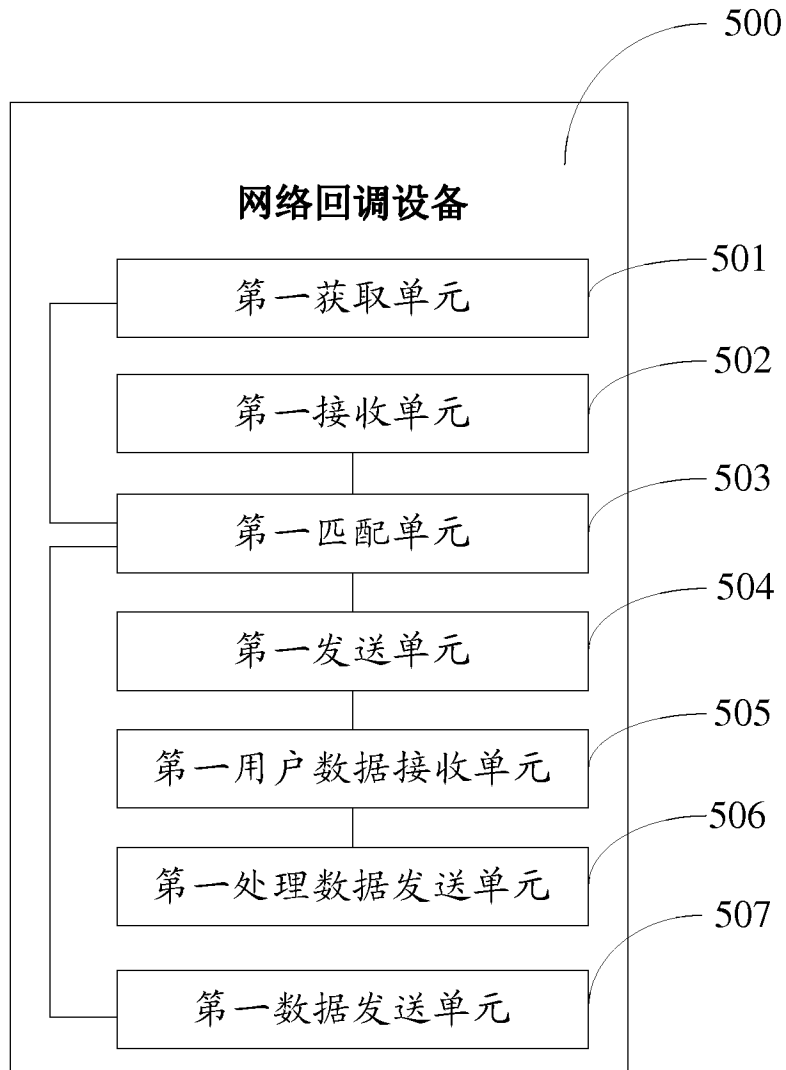 500
网络回调设备
第一获取单元
501
第一接收单元
502
第一匹配单元
503
第一发送单元
504
第一用户数据接收单元
505
第一处理数据发送单元
506
第一数据发送单元
507